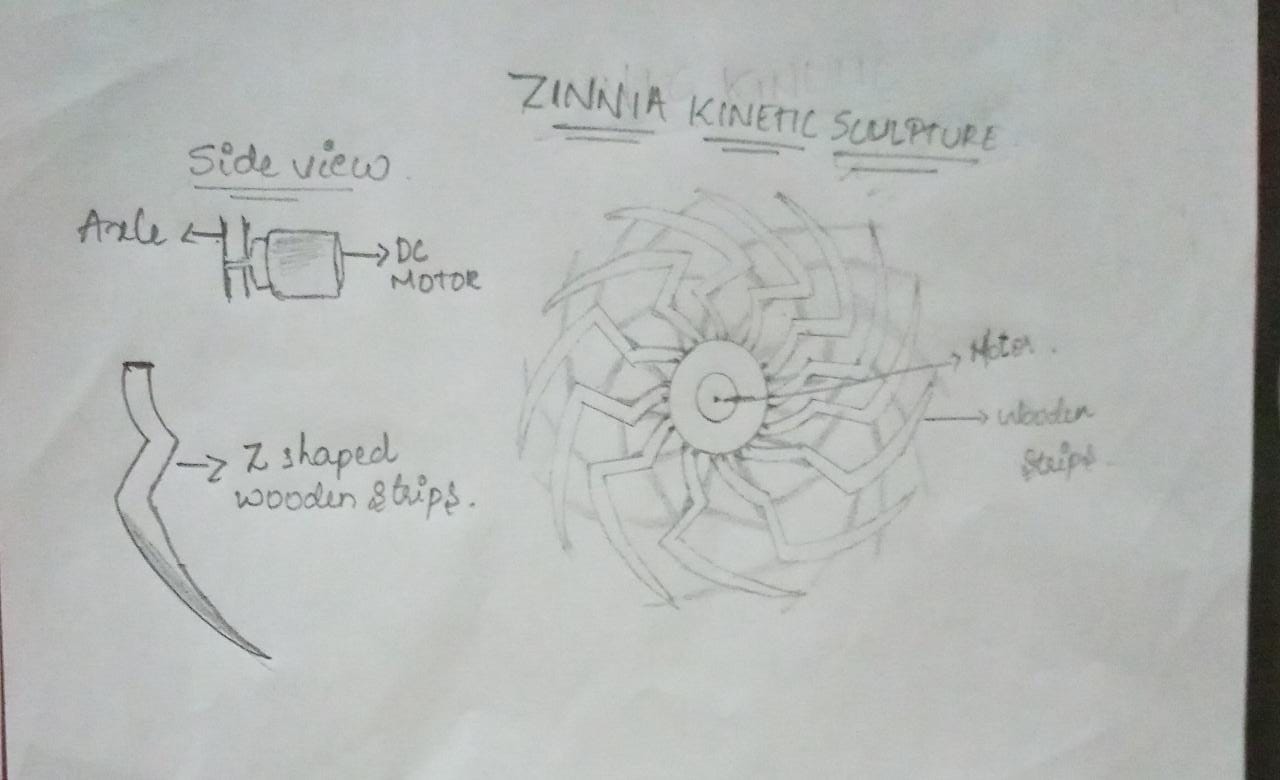 ZINNIA KINETIC SCULPTURE
Side view
Axle
DC
MOTOR
Motor.
Wooden
Strips
Z shaped
wooden strips.